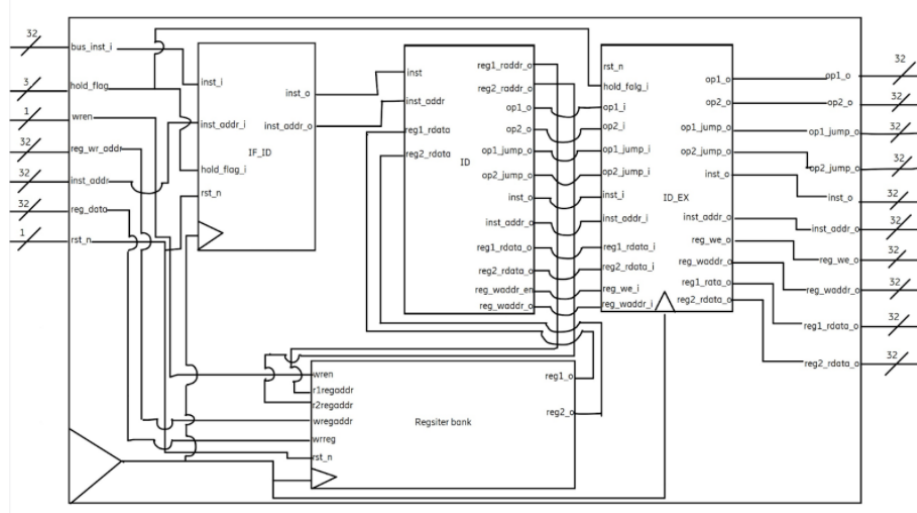 32
bus_inst_i
3
hold_flag
1
wren
32
reg_wr_addr
32
inst_addr
32
reg_data
1
rst_n
inst_i
inst_addr_i
IF_ID
hold_flag_i
rst_n
inst_o
inst_addr_o
inst
inst_addr
reg1_rdata
reg2_rdata
ID
reg1_raddr_o
reg2_raddr_o
op1_o
op2_o
op1_jump_o
op2_jump_o
inst_o
inst_addr_o
reg1_rdata_o
reg2_rdata_o
reg_waddr_en
reg_waddr_o
rst_n
hold_falg_i
op1_i
op2_i
op1_jump_i
op2_jump_i
inst_i
inst_addr_i
reg1_rdata_i
reg2_rdata_i
reg_we_i
reg_waddr_i
ID_EX
op1_o
op2_o
op1_jump_o
op2_jump_o
inst_o
inst_addr_o
reg_we_o
reg_waddr_o
reg1_rata_o
reg2_rdata_o
op1_o
32
op2_o
32
op1_jump_o
32
op2_jump_o
32
inst_o
32
inst_addr_o
32
reg_we_o
32
reg_waddr_o
32
reg1_rdata_o
32
reg2_rdata_o
32
wren
r1regaddr
r2regaddr
wregaddr
wrreg
rst_n
Regsiter bank
reg1_o
reg2_o